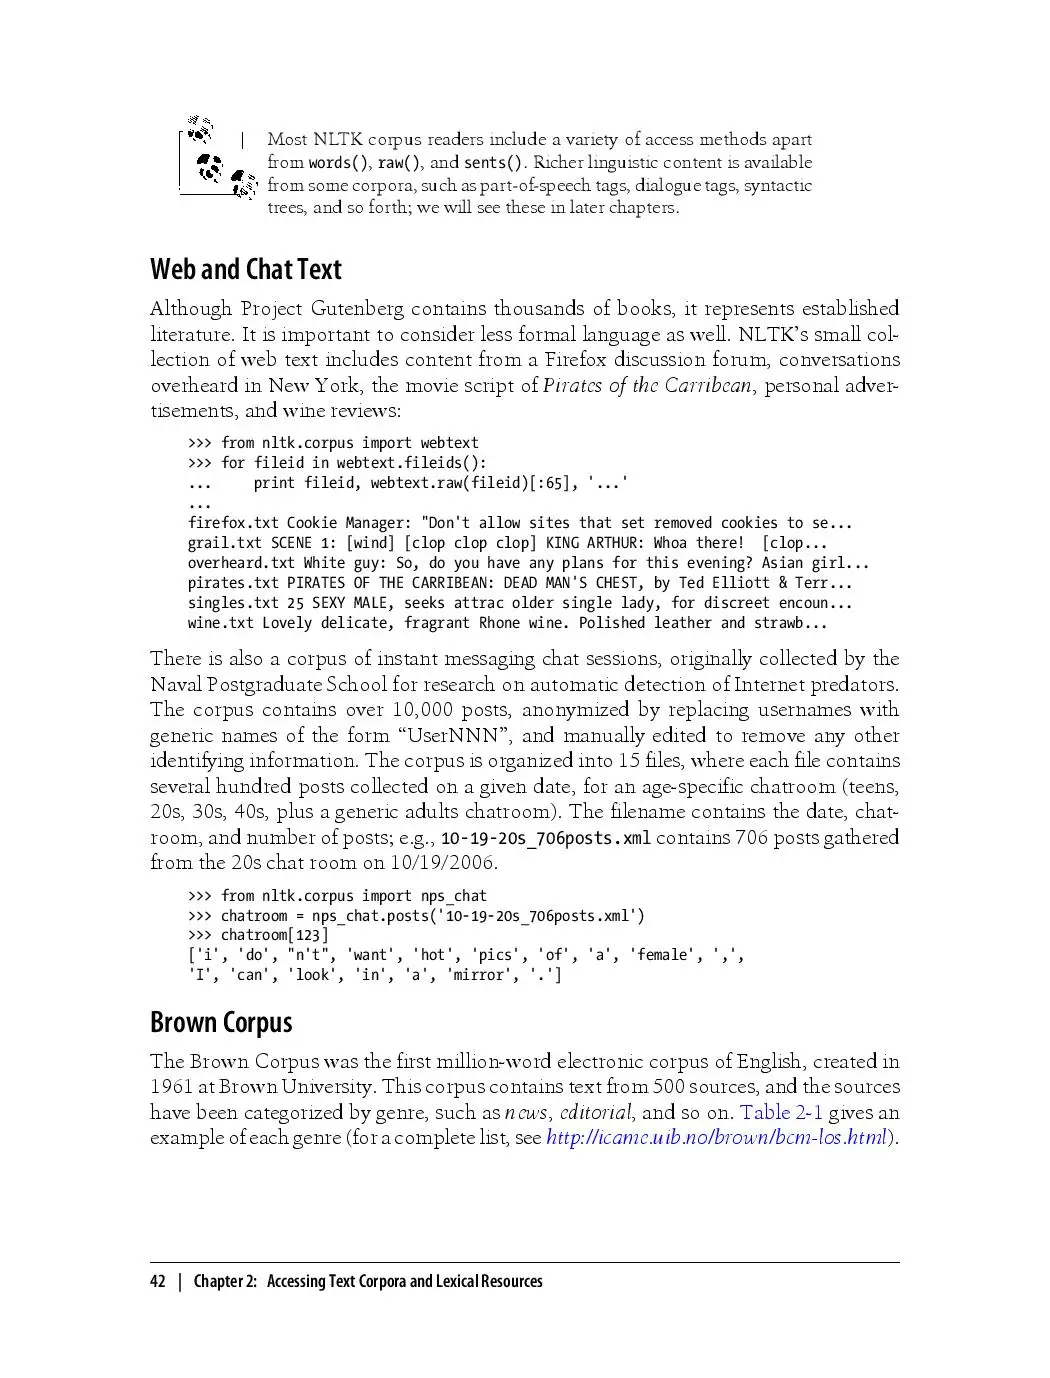 Most NLTK corpus readers include a variety of access methods apart
from words(), raw(), and sents(). Richer linguistic content is available
from some corpora, such as part-of-speech tags, dialogue tags, syntactic
trees, and so forth; we will see these in later chapters.
Web and Chat Text
Although Project Gutenberg contains thousands of books, it represents established
literature. It is important to consider less formal language as well. NLTK’s small col-
lection of web text includes content from a Firefox discussion forum, conversations
overheard in New York, the movie script of Pirates of the Carribean, personal adver-
tisements, and wine reviews:
>>> from nltk.corpus import webtext
>>> for fileid in webtext.fileids():
...     print fileid, webtext.raw(fileid)[:65], '...'
...
firefox.txt Cookie Manager: "Don't allow sites that set removed cookies to se...
grail.txt SCENE 1: [wind] [clop clop clop] KING ARTHUR: Whoa there!  [clop...
overheard.txt White guy: So, do you have any plans for this evening? Asian girl...
pirates.txt PIRATES OF THE CARRIBEAN: DEAD MAN'S CHEST, by Ted Elliott & Terr...
singles.txt 25 SEXY MALE, seeks attrac older single lady, for discreet encoun...
wine.txt Lovely delicate, fragrant Rhone wine. Polished leather and strawb...
There is also a corpus of instant messaging chat sessions, originally collected by the
Naval Postgraduate School for research on automatic detection of Internet predators.
The corpus contains over 10,000 posts, anonymized by replacing usernames with
generic names of the form “UserNNN”, and manually edited to remove any other
identifying information. The corpus is organized into 15 files, where each file contains
several hundred posts collected on a given date, for an age-specific chatroom (teens,
20s, 30s, 40s, plus a generic adults chatroom). The filename contains the date, chat-
room, and number of posts; e.g., 10-19-20s_706posts.xml contains 706 posts gathered
from the 20s chat room on 10/19/2006.
>>> from nltk.corpus import nps_chat
>>> chatroom = nps_chat.posts('10-19-20s_706posts.xml')
>>> chatroom[123]
['i', 'do', "n't", 'want', 'hot', 'pics', 'of', 'a', 'female', ',',
'I', 'can', 'look', 'in', 'a', 'mirror', '.']
Brown Corpus
The Brown Corpus was the first million-word electronic corpus of English, created in
1961 at Brown University. This corpus contains text from 500 sources, and the sources
have been categorized by genre, such as news, editorial, and so on. Table 2-1 gives an
example of each genre (for a complete list, see http://icame.uib.no/brown/bcm-los.html).
42 | Chapter 2: Accessing Text Corpora and Lexical Resources